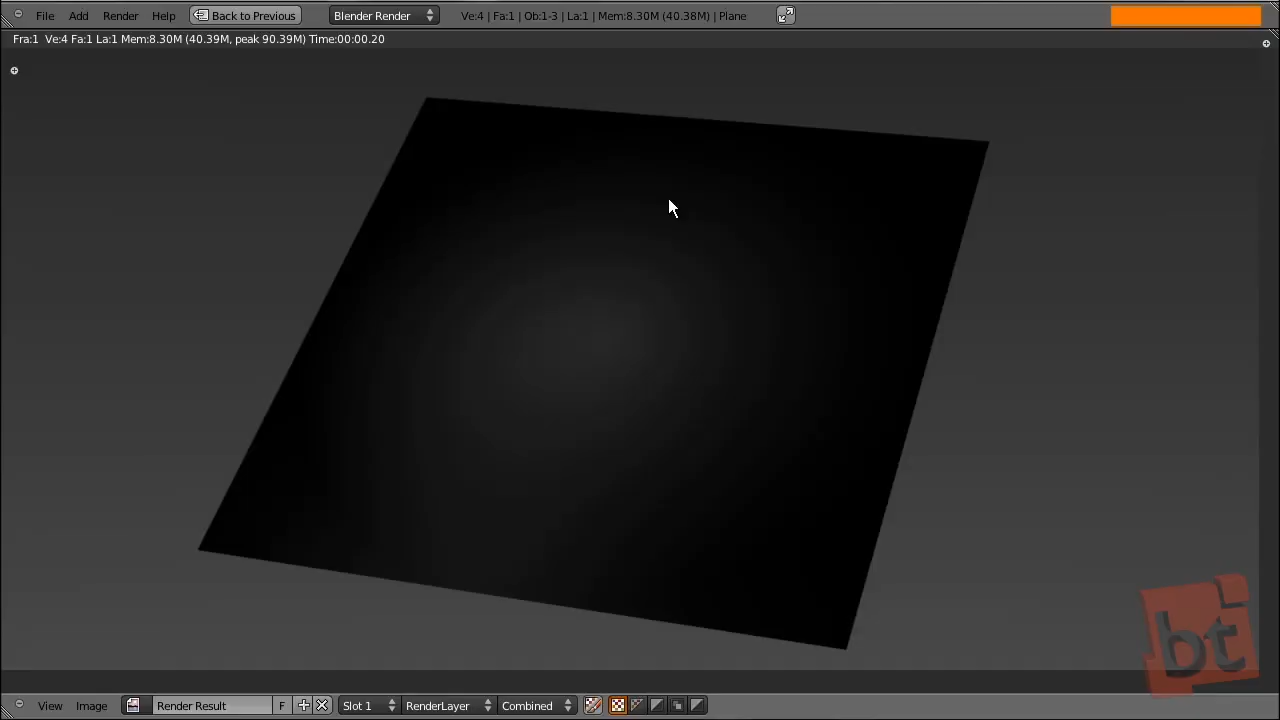 File Add Render Help Back to Previous Blender Render Ve:4 | Fa:1 | Ob:1-3 | La:1 | Mem:8.30M (40.38M) | Plane
Fra:1 Ve:4 Fa:1 La:1 Mem:8.30M (40.39M, peak 90.39M) Time:00:00.20
bt
View Image Render Result F Slot 1 RenderLayer Combined